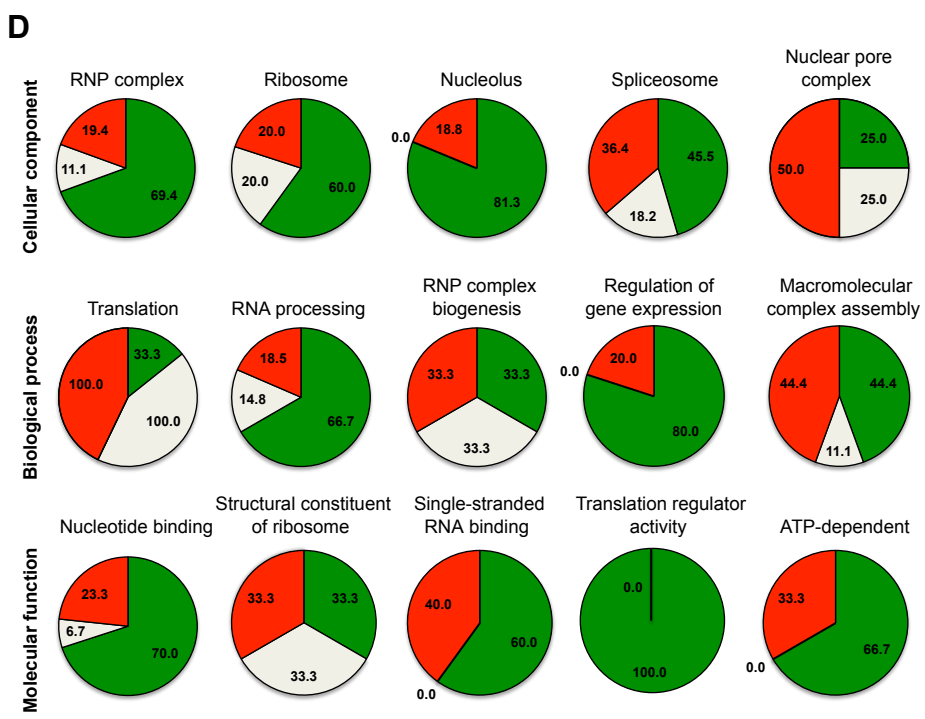 D
Cellular component
RNP complex
19.4
11.1
69.4
Ribosome
20.0
20.0
60.0
Nucleolus
0.0
18.8
81.3
Spliceosome
36.4
45.5
18.2
Nuclear pore
complex
50.0
25.0
25.0
Biological process
Translation
33.3
100.0
100.0
RNA processing
18.5
14.8
66.7
RNP complex
biogenesis
33.3
33.3
33.3
Regulation of
gene expression
0.0
20.0
80.0
Macromolecular
complex assembly
44.4
44.4
11.1
Molecular function
Nucleotide binding
23.3
6.7
70.0
Structural constituent
of ribosome
33.3
33.3
33.3
Single-stranded
RNA binding
40.0
60.0
0.0
Translation regulator
activity
0.0
100.0
ATP-dependent
33.3
66.7
0.0